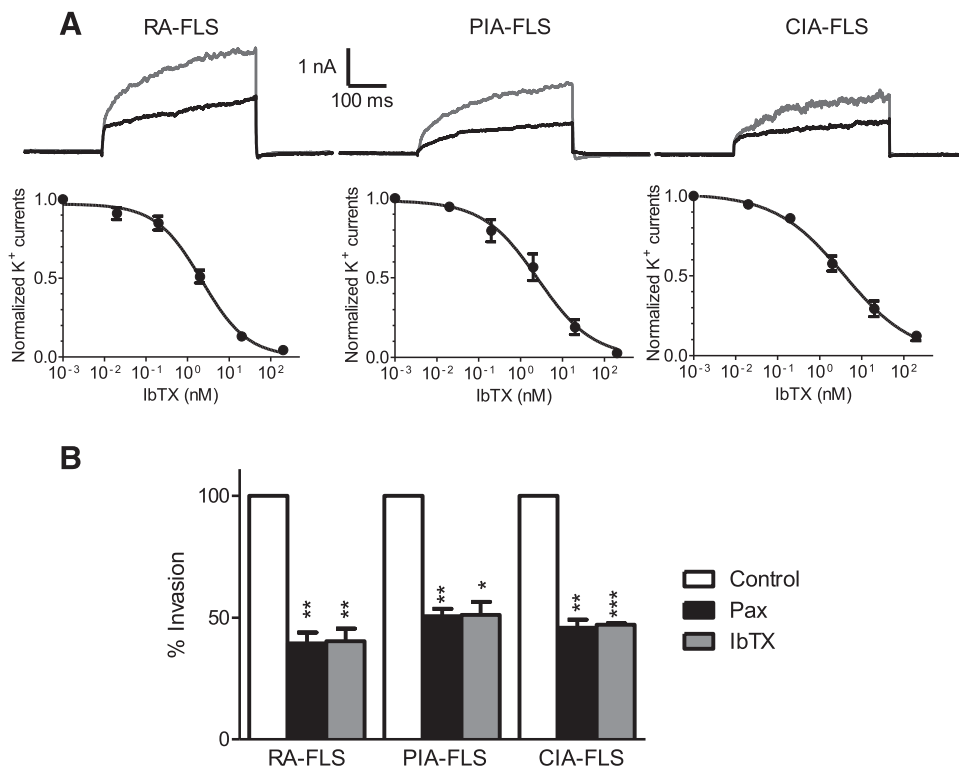 A
RA-FLS
PIA-FLS
CIA-FLS
1 nA
100 ms
Normalized K+ currents
1.0
0.5
0.0
10-3 10-2 10-1 100 101 102
IbTX (nM)
Normalized K+ currents
1.0
0.5
0.0
10-3 10-2 10-1 100 101 102
IbTX (nM)
Normalized K+ currents
1.0
0.5
0.0
10-3 10-2 10-1 100 101 102
IbTX (nM)
B
% Invasion
100
50
0
** **
** *
** ***
RA-FLS PIA-FLS CIA-FLS
Control
Pax
IbTX